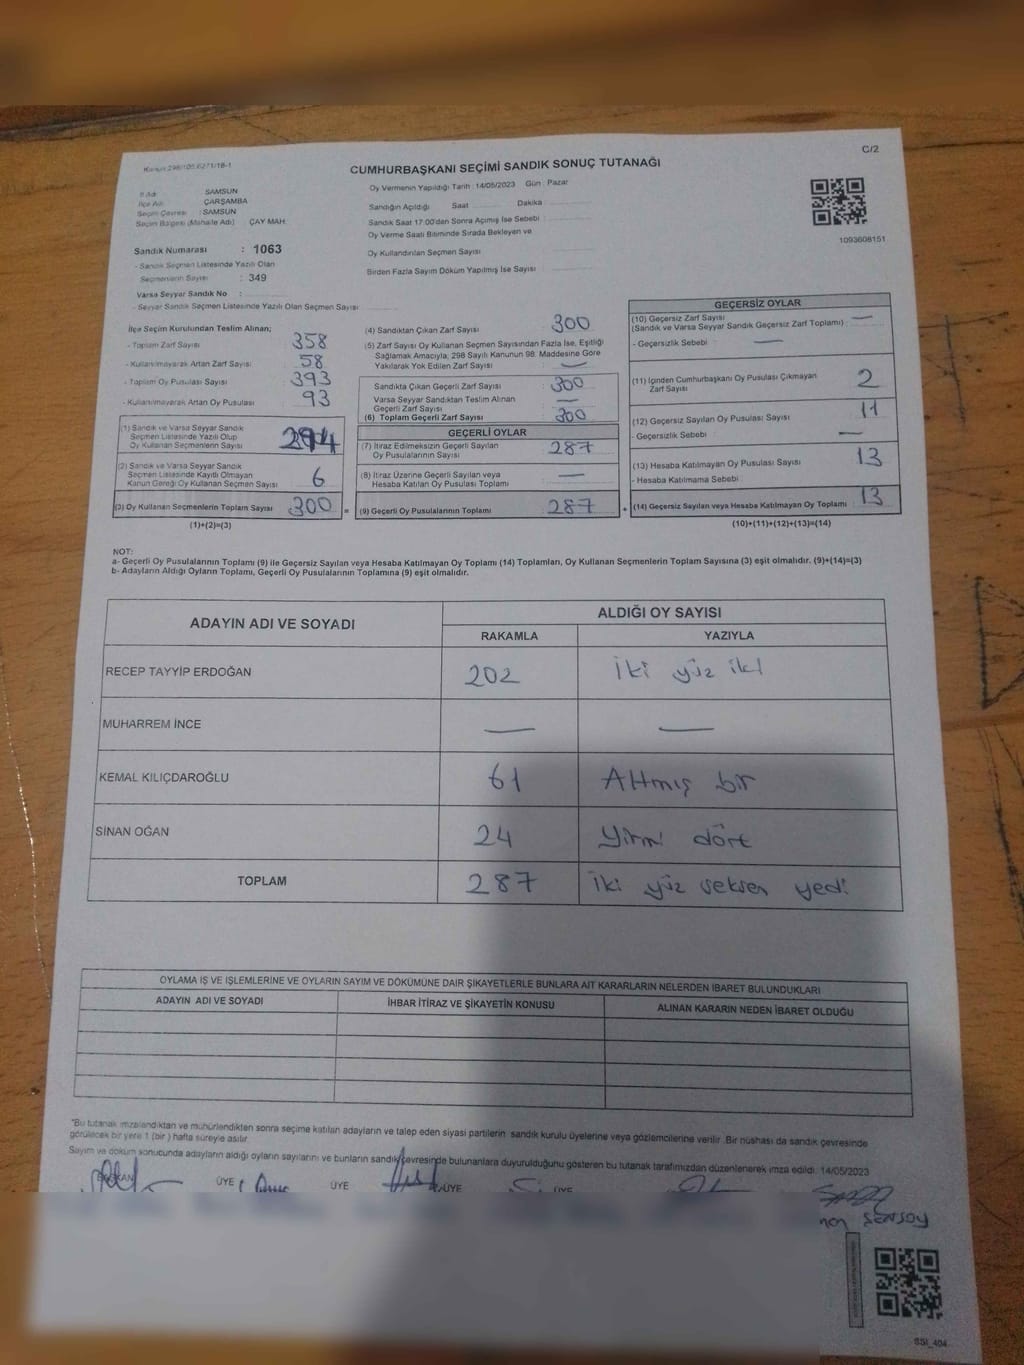 Kanun 298/105.6271/18-1
C/2
CUMHURBAŞKANI SEÇİMİ SANDIK SONUÇ TUTANAĞI
İl Adı : SAMSUN
İlçe Adı : ÇARŞAMBA
Seçim Çevresi : SAMSUN
Seçim Bölgesi (Mahalle Adı) : ÇAY MAH.
Sandık Numarası : 1063
- Sandık Seçmen Listesinde Yazılı Olan
Seçmenlerin Sayısı : 349
Varsa Seyyar Sandık No :
- Seyyar Sandık Seçmen Listesinde Yazılı Olan Seçmen Sayısı
Oy Vermenin Yapıldığı Tarih : 14/05/2023 Gün : Pazar
Sandığın Açıldığı Saat Dakika
Sandık Saat 17:00'den Sonra Açımış İse Sebebi
Oy Verme Saati Bitiminde Sırada Bekleyen ve
Oy Kullandırılan Seçmen Sayısı
Birden Fazla Sayım Döküm Yapılmış İse Sayısı
1093608151
İlçe Seçim Kurulundan Teslim Alınan;
- Toplam Zarf Sayısı : 358
- Kullanılmayarak Artan Zarf Sayısı : 58
- Toplam Oy Pusulası Sayısı : 393
- Kullanılmayarak Artan Oy Pusulası : 93
(1) Sandık ve Varsa Seyyar Sandık
Seçmen Listesinde Yazılı Olup
Oy Kullanan Seçmenlerin Sayısı 294
(2) Sandık ve Varsa Seyyar Sandık
Seçmen Listesinde Kayıtlı Olmayan
Kanun Gereği Oy Kullanan Seçmen Sayısı 6
(3) Oy Kullanan Seçmenlerin Toplam Sayısı 300 =
(1)+(2)=(3)
(4) Sandıktan Çıkan Zarf Sayısı 300
(5) Zarf Sayısı Oy Kullanan Seçmen Sayısından Fazla İse, Eşitliği
Sağlamak Amacıyla; 298 Sayılı Kanunun 98. Maddesine Göre
Yakılarak Yok Edilen Zarf Sayısı : —
Sandıkta Çıkan Geçerli Zarf Sayısı : 300
Varsa Seyyar Sandıktan Teslim Alınan
Geçerli Zarf Sayısı : —
(6) Toplam Geçerli Zarf Sayısı : 300
GEÇERLİ OYLAR
(7) İtiraz Edilmeksizin Geçerli Sayılan
Oy Pusulalarının Sayısı : 287
(8) İtiraz Üzerine Geçerli Sayılan veya
Hesaba Katılan Oy Pusulası Toplamı : —
(9) Geçerli Oy Pusulalarının Toplamı : 287 +
GEÇERSİZ OYLAR
(10) Geçersiz Zarf Sayısı
(Sandık ve Varsa Seyyar Sandık Geçersiz Zarf Toplamı) : —
- Geçersizlik Sebebi : —
(11) İçinden Cumhurbaşkanı Oy Pusulası Çıkmayan
Zarf Sayısı : 2
(12) Geçersiz Sayılan Oy Pusulası Sayısı : 11
- Geçersizlik Sebebi : —
(13) Hesaba Katılmayan Oy Pusulası Sayısı : 13
- Hesaba Katılmama Sebebi :
(14) Geçersiz Sayılan veya Hesaba Katılmayan Oy Toplamı : 13
(10)+(11)+(12)+(13)=(14)
NOT:
a- Geçerli Oy Pusulaları Toplamı (9) ile Geçersiz Sayılan veya Hesaba Katılmayan Oy Toplamı (14) Toplamları, Oy Kullanan Seçmenlerin Toplam Sayısına (3) eşit olmalıdır. (9)+(14)=(3)
b- Adayların Aldığı Oyların Toplamı, Geçerli Oy Pusulalarının Toplamına (9) eşit olmalıdır.
ADAYIN ADI VE SOYADI ALDIĞI OY SAYISI
RAKAMLA YAZIYLA
RECEP TAYYİP ERDOĞAN 202 İki yüz iki
MUHARREM İNCE — —
KEMAL KILIÇDAROĞLU 61 Altmış bir
SİNAN OĞAN 24 Yirmi dört
TOPLAM 287 iki yüz seksen yedi
OYLAMA İŞ VE İŞLEMLERİNE VE OYLARIN SAYIM VE DÖKÜMÜNE DAİR ŞİKAYETLERLE BUNLARA AİT KARARLARIN NELERDEN İBARET BULUNDUKLARI
ADAYIN ADI VE SOYADI İHBAR İTİRAZ VE ŞİKAYETİN KONUSU ALINAN KARARIN NEDEN İBARET OLDUĞU
*Bu tutanak imzalandıktan ve mühürlendikten sonra seçime katılan adayların ve talep eden siyasi partilerin sandık kurulu üyelerine veya gözlemcilerine verilir. Bir nüshası da sandık çevresinde
görülecek bir yere 1 (bir) hafta süreyle asılır.
Sayım ve döküm sonucunda adayların aldığı oyların sayılarını ve bunların sandık çevresinde bulunanlara duyurulduğunu gösteren bu tutanak tarafımızdan düzenlenerek imza edildi. 14/05/2023
BAŞKAN ÜYE ÜYE ÜYE ÜYE
ŞENSOY
SSİ_404